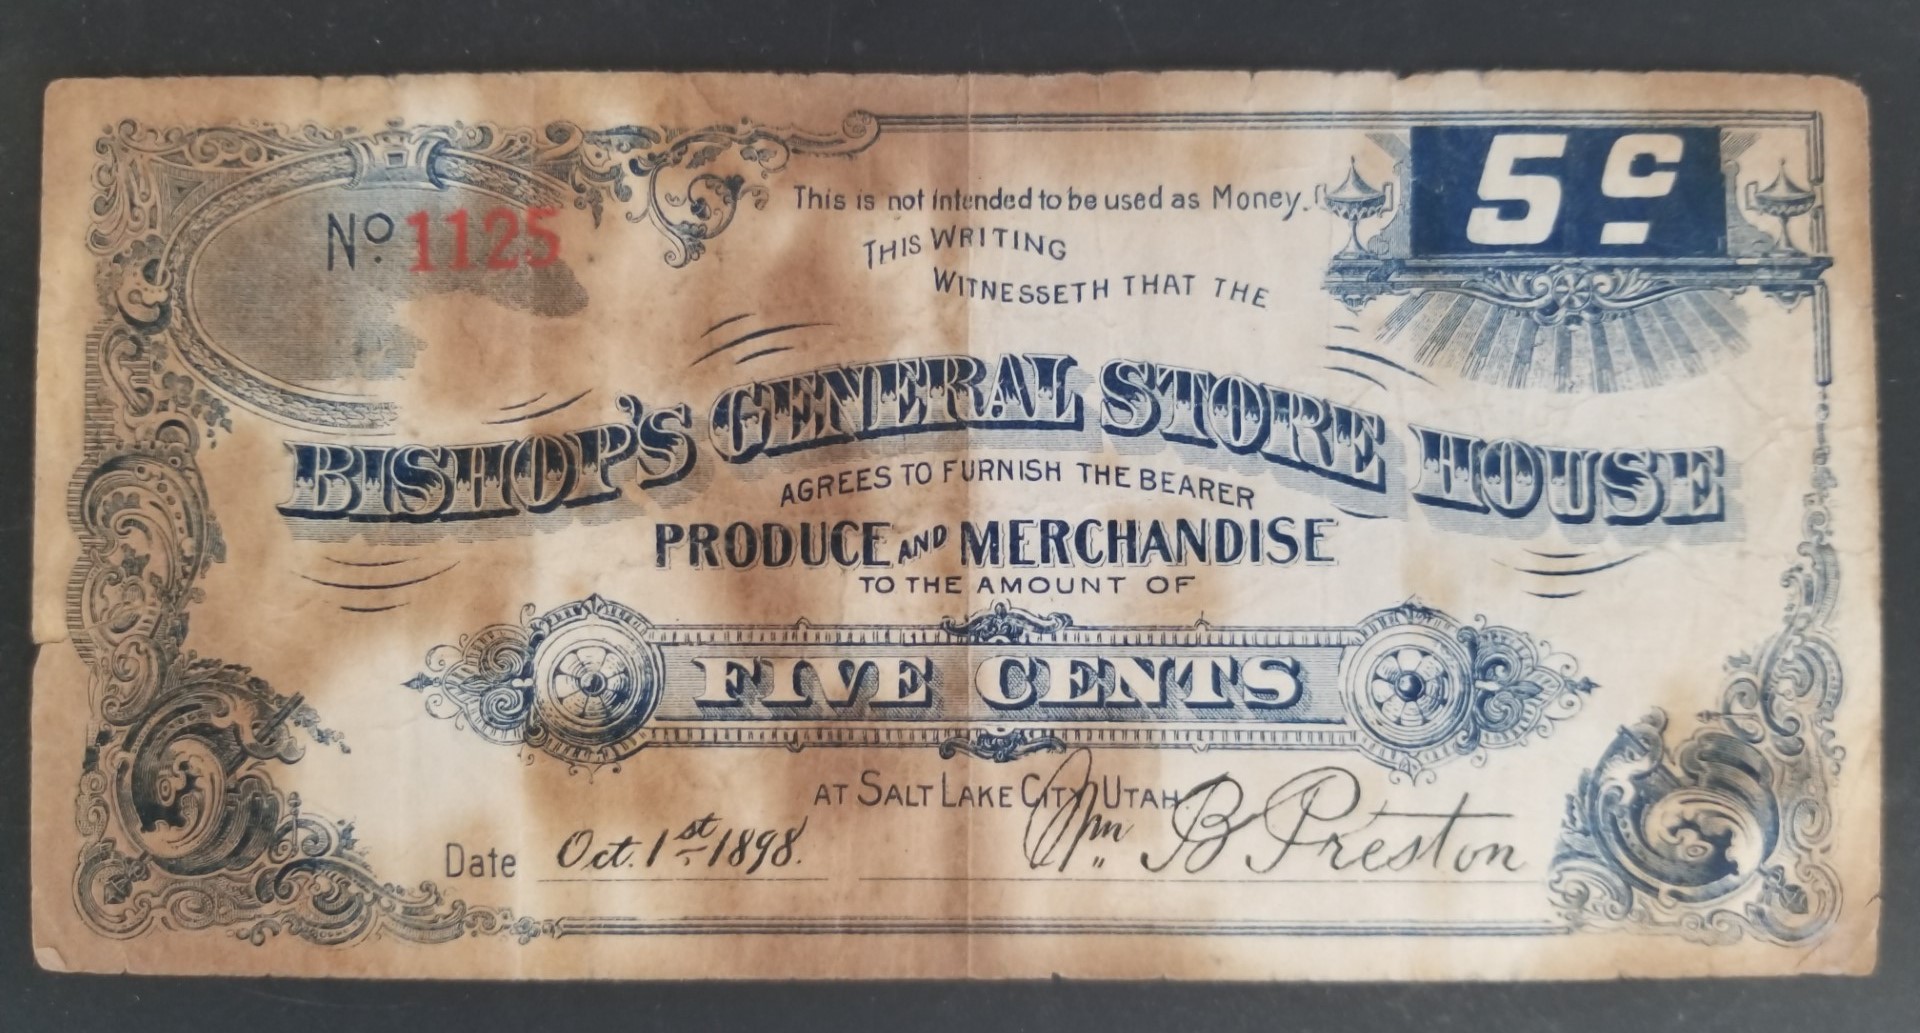 No. 1125
This is not intended to be used as Money.
5c
THIS WRITING
WITNESSETH THAT THE
BISHOP'S GENERAL STORE HOUSE
AGREES TO FURNISH THE BEARER
PRODUCE AND MERCHANDISE
TO THE AMOUNT OF
FIVE CENTS
AT SALT LAKE CITY, UTAH.
Date Oct. 1st 1898. Wm B Preston